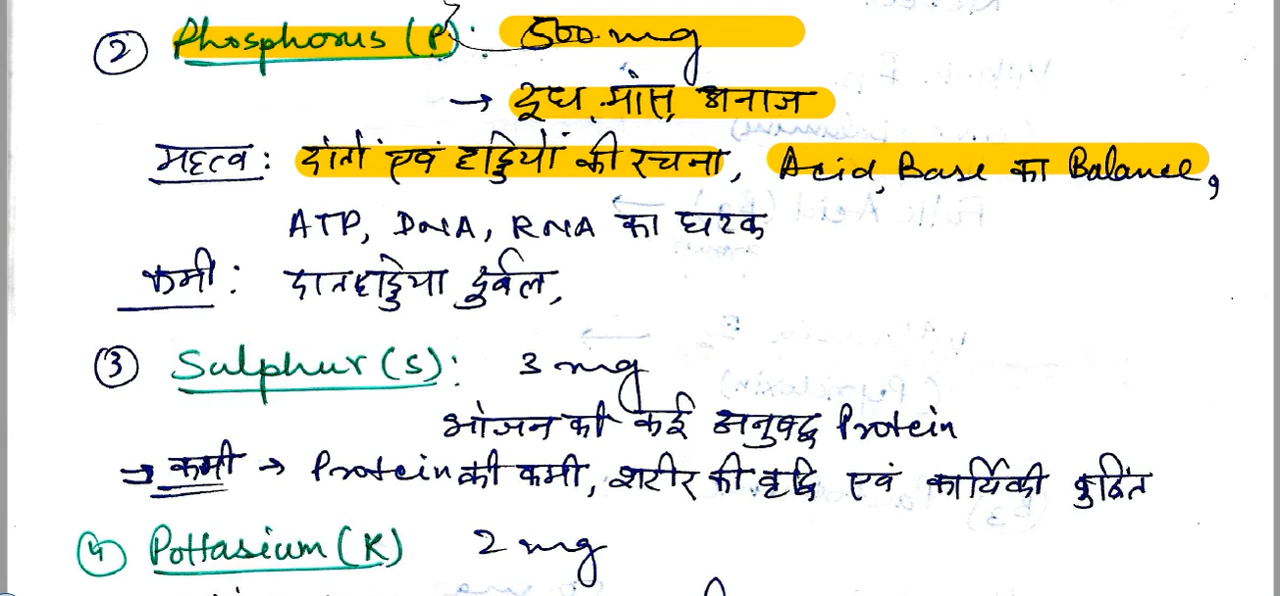 ② Phosphorus (P): 500 mg
→ दूध, मांस, अनाज
महत्व: दांतों एवं हड्डियों की रचना, Acid, Base का Balance,
ATP, DNA, RNA का घटक
कमी: दात हड्डिया दुर्बल,
③ Sulphur (S): 3 mg
भोजन की कई अनुबद्ध Protein
→ कमी → Protein की कमी, शरीर की वृद्धि एवं कार्यिकी कुठित
④ Pottasium (K) 2 mg